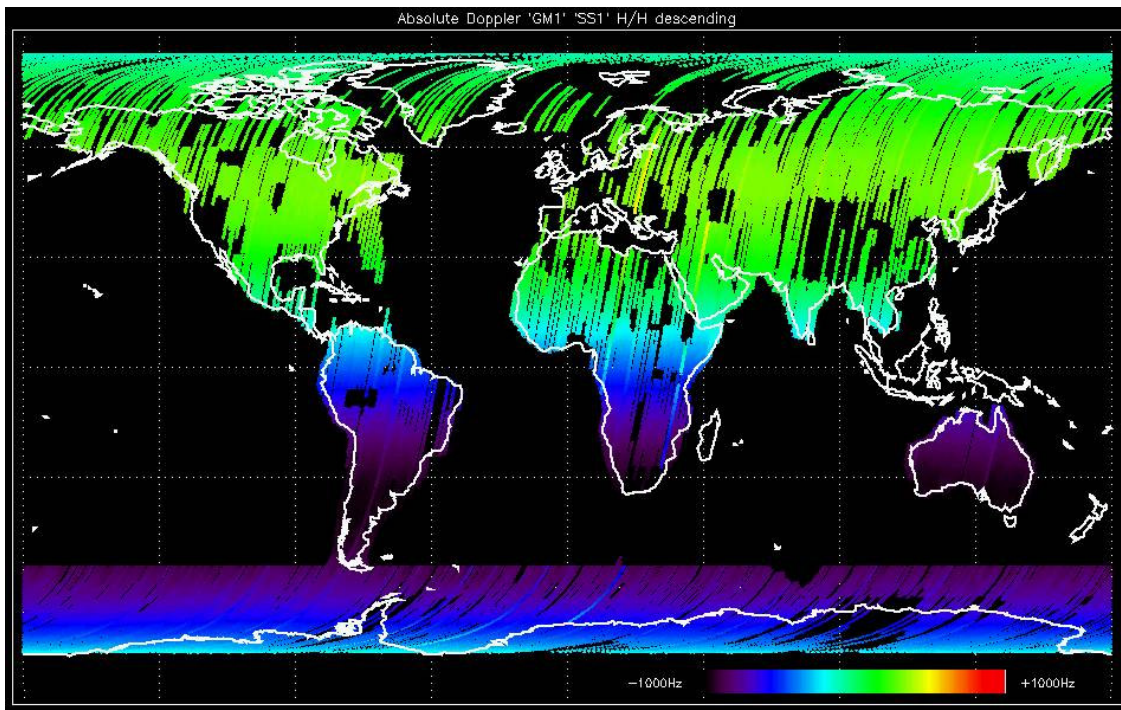 Absolute Doppler 'GM1' 'SS1' H/H descending
-1000Hz +1000Hz